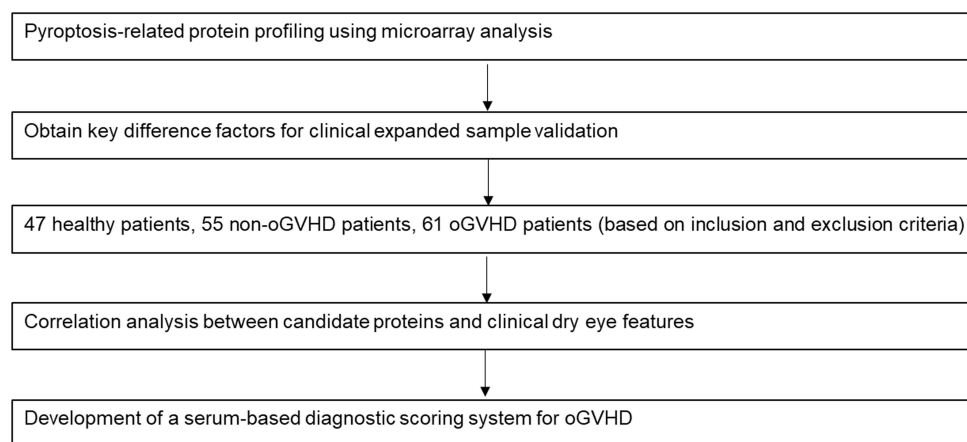 Pyroptosis-related protein profiling using microarray analysis
Obtain key difference factors for clinical expanded sample validation
47 healthy patients, 55 non-oGVHD patients, 61 oGVHD patients (based on inclusion and exclusion criteria)
Correlation analysis between candidate proteins and clinical dry eye features
Development of a serum-based diagnostic scoring system for oGVHD